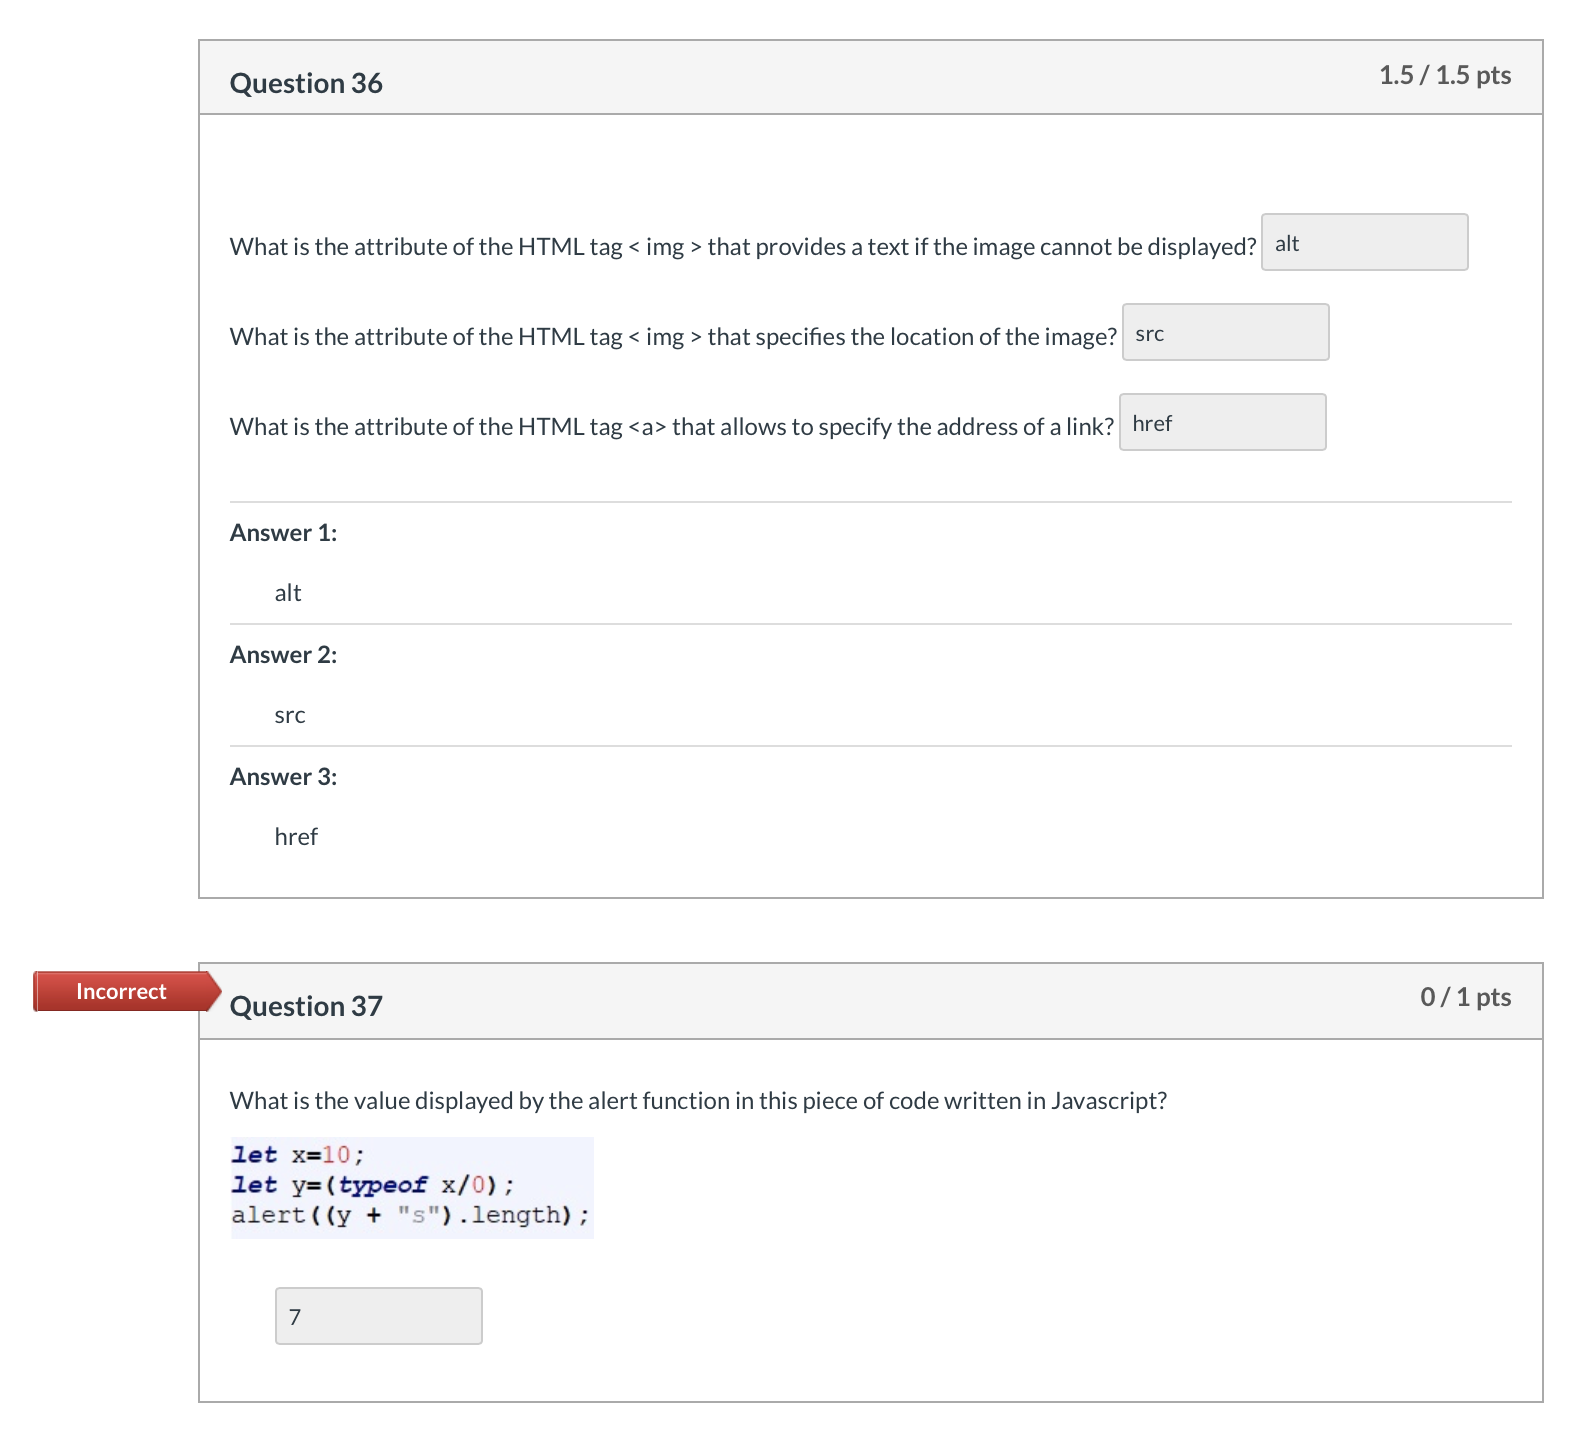 Question 36
1.5 / 1.5 pts
What is the attribute of the HTML tag < img > that provides a text if the image cannot be displayed? alt
What is the attribute of the HTML tag < img > that specifies the location of the image? src
What is the attribute of the HTML tag <a> that allows to specify the address of a link? href
Answer 1:
alt
Answer 2:
src
Answer 3:
href
Incorrect
Question 37
0 / 1 pts
What is the value displayed by the alert function in this piece of code written in Javascript?
let x=10;
let y=(typeof x/0);
alert((y + "s").length);
7